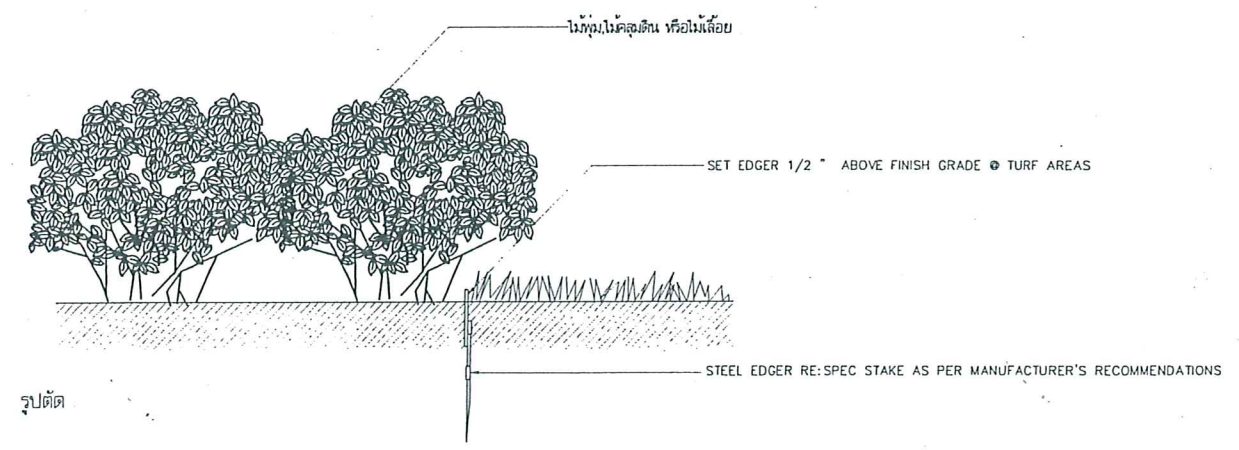 ไม้พุ่ม,ไม้คลุมดิน หรือไม้เลื้อย
SET EDGER 1/2 " ABOVE FINISH GRADE @ TURF AREAS
STEEL EDGER RE:SPEC STAKE AS PER MANUFACTURER'S RECOMMENDATIONS
รูปตัด